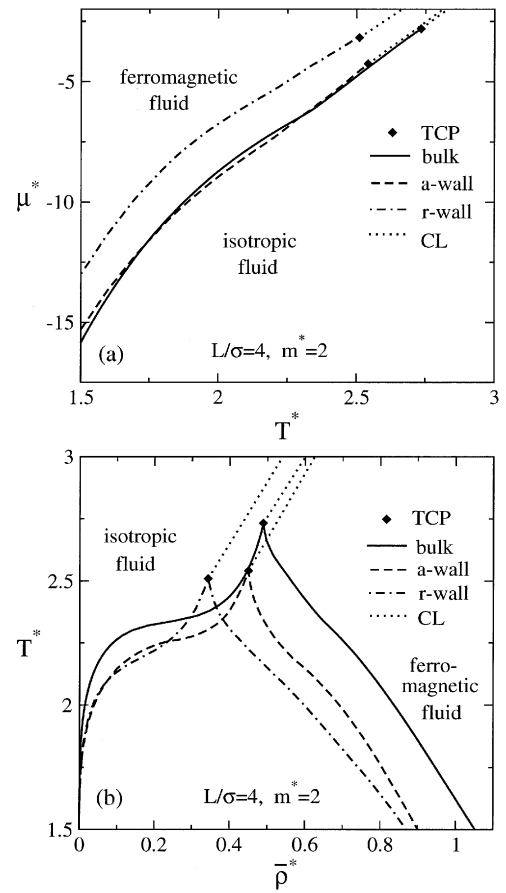 -5
ferromagnetic
fluid
TCP
bulk
μ* -10
a-wall
r-wall
isotropic
fluid
CL
-15
(a)
L/σ=4, m*=2
1.5 2 2.5 3
T*
3
isotropic
fluid
TCP
bulk
2.5
a-wall
r-wall
CL
T*
ferro-
magnetic
fluid
2
(b)
L/σ=4, m*=2
1.5
0 0.2 0.4 0.6 0.8 1
ρ̅*